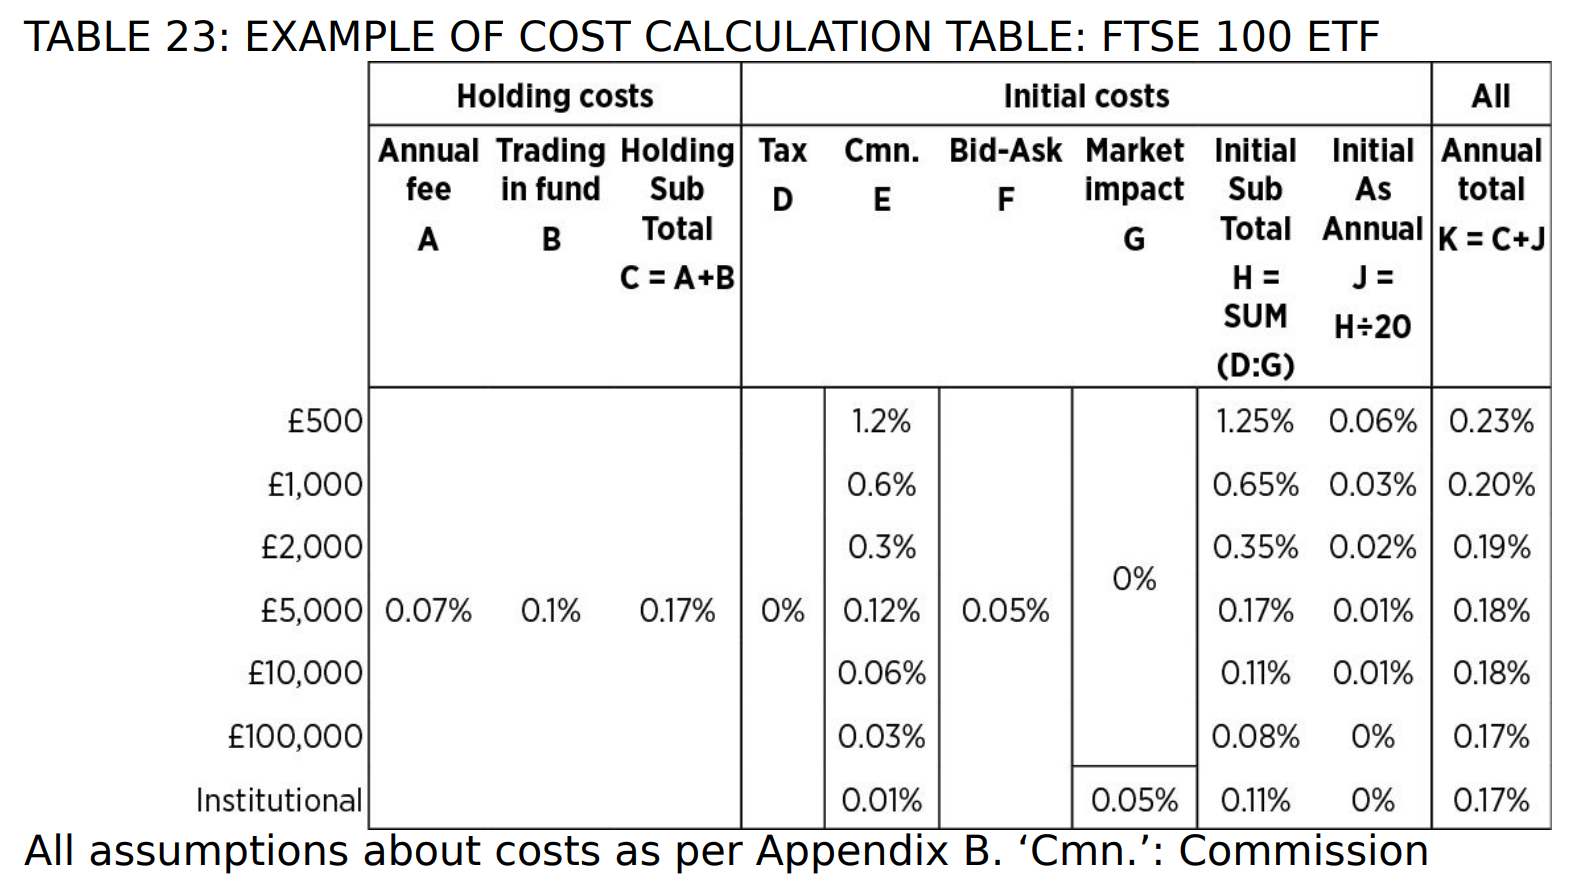 TABLE 23: EXAMPLE OF COST CALCULATION TABLE: FTSE 100 ETF
Holding costs Initial costs All
Annual Trading Holding Tax Cmn. Bid-Ask Market Initial Initial Annual
fee in fund Sub D E F impact Sub As total
A B Total G Total Annual K = C+J
C = A+B H = J =
SUM H÷20
(D:G)
£500 1.2% 1.25% 0.06% 0.23%
£1,000 0.6% 0.65% 0.03% 0.20%
£2,000 0.3% 0.35% 0.02% 0.19%
0%
£5,000 0.07% 0.1% 0.17% 0% 0.12% 0.05% 0.17% 0.01% 0.18%
£10,000 0.06% 0.11% 0.01% 0.18%
£100,000 0.03% 0.08% 0% 0.17%
Institutional 0.01% 0.05% 0.11% 0% 0.17%
All assumptions about costs as per Appendix B. ‘Cmn.’: Commission